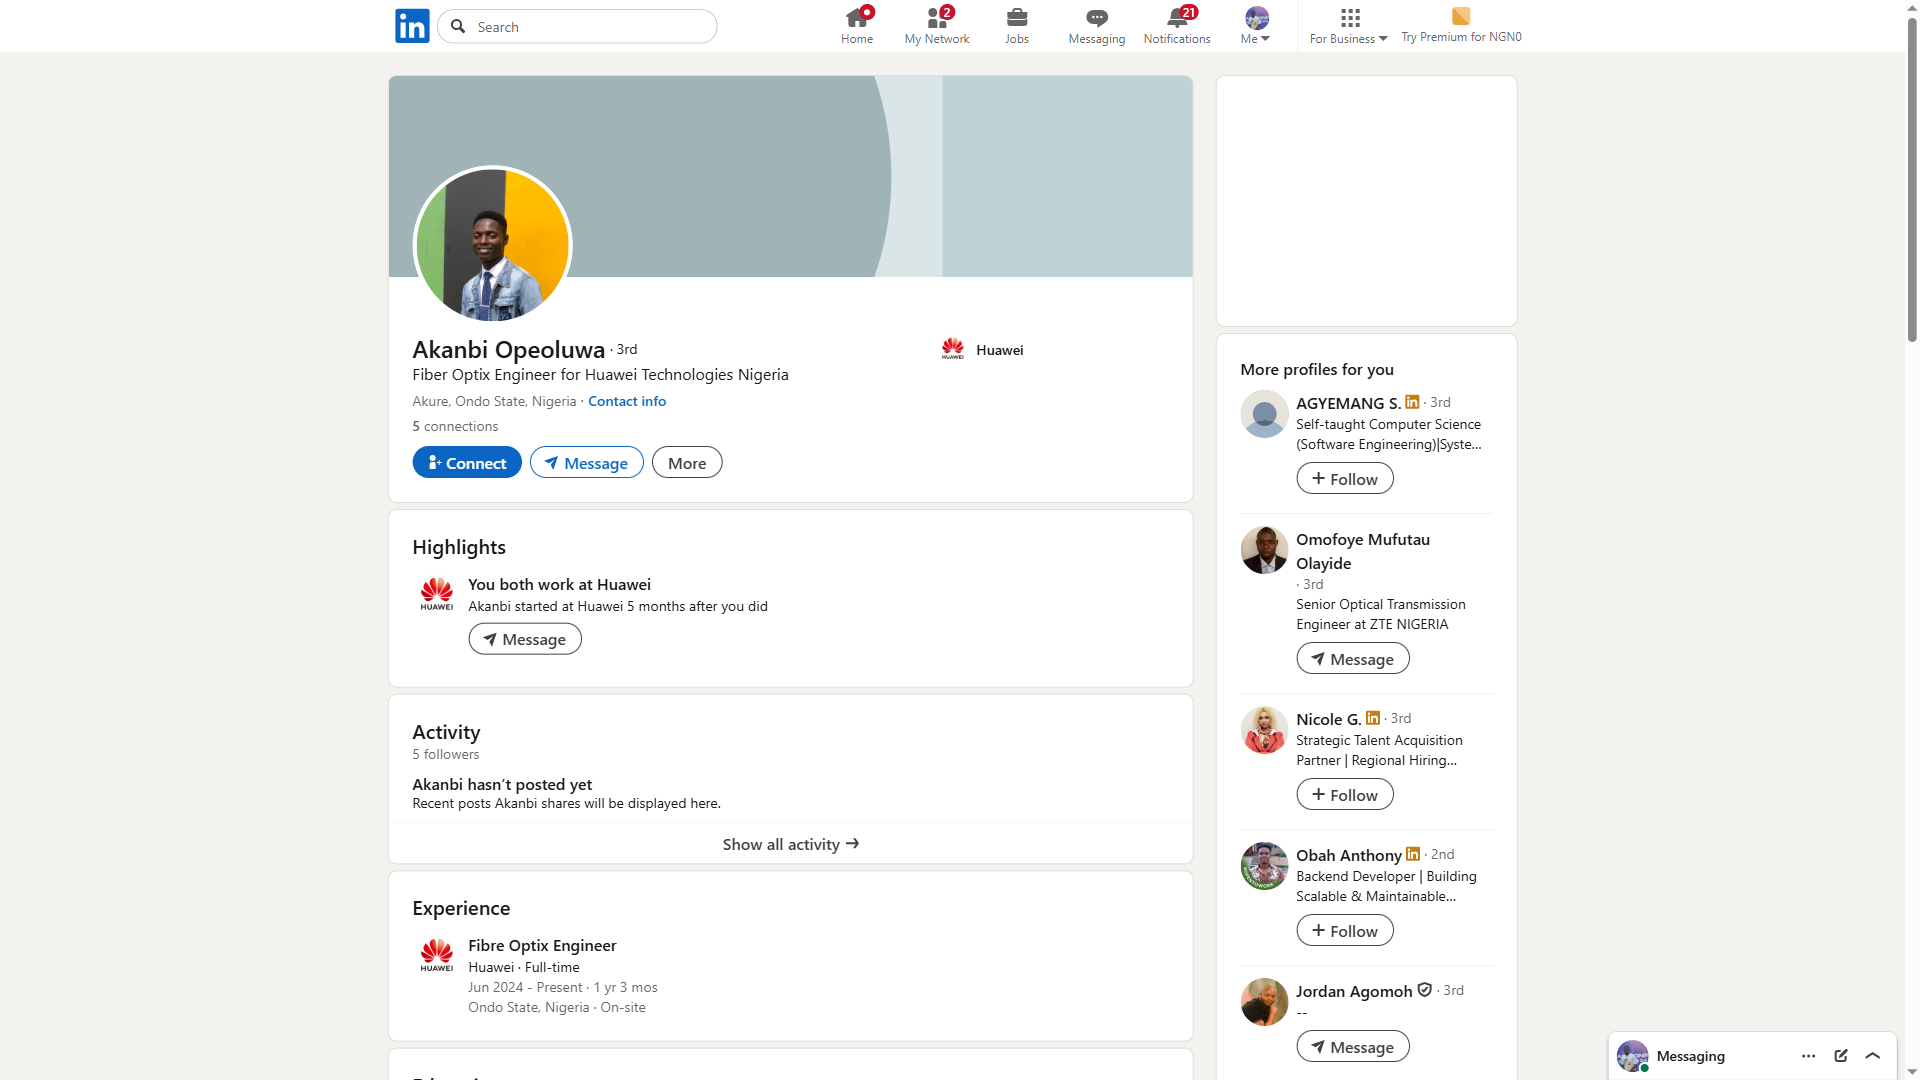 in
Search
Home
2
My Network
Jobs
Messaging
21
Notifications
Me
For Business
Try Premium for NGN0
Akanbi Opeoluwa · 3rd
Fiber Optix Engineer for Huawei Technologies Nigeria
Akure, Ondo State, Nigeria · Contact info
5 connections
Connect
Message
More
HUAWEI
Huawei
Highlights
HUAWEI
You both work at Huawei
Akanbi started at Huawei 5 months after you did
Message
Activity
5 followers
Akanbi hasn’t posted yet
Recent posts Akanbi shares will be displayed here.
Show all activity
Experience
HUAWEI
Fibre Optix Engineer
Huawei · Full-time
Jun 2024 - Present · 1 yr 3 mos
Ondo State, Nigeria · On-site
More profiles for you
AGYEMANG S. in · 3rd
Self-taught Computer Science
(Software Engineering)|Syste...
+ Follow
Omofoye Mufutau
Olayide
· 3rd
Senior Optical Transmission
Engineer at ZTE NIGERIA
Message
Nicole G. in · 3rd
Strategic Talent Acquisition
Partner | Regional Hiring...
+ Follow
Obah Anthony in · 2nd
Backend Developer | Building
Scalable & Maintainable...
+ Follow
Jordan Agomoh · 3rd
--
Message
Messaging